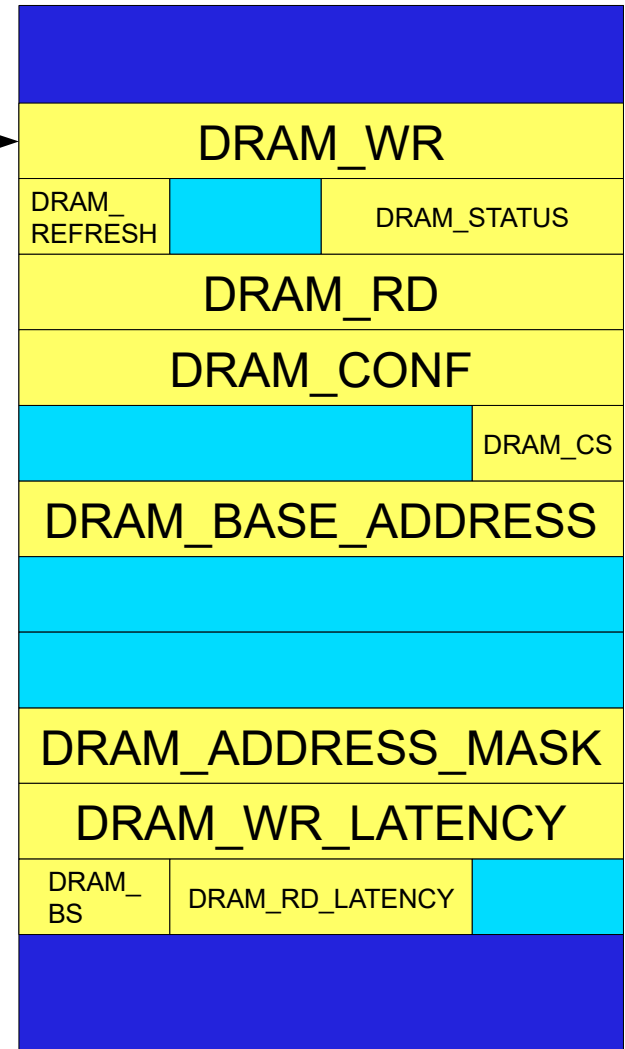 DRAM_WR
DRAM_
REFRESH
DRAM_STATUS
DRAM_RD
DRAM_CONF
DRAM_CS
DRAM_BASE_ADDRESS
DRAM_ADDRESS_MASK
DRAM_WR_LATENCY
DRAM_
BS
DRAM_RD_LATENCY